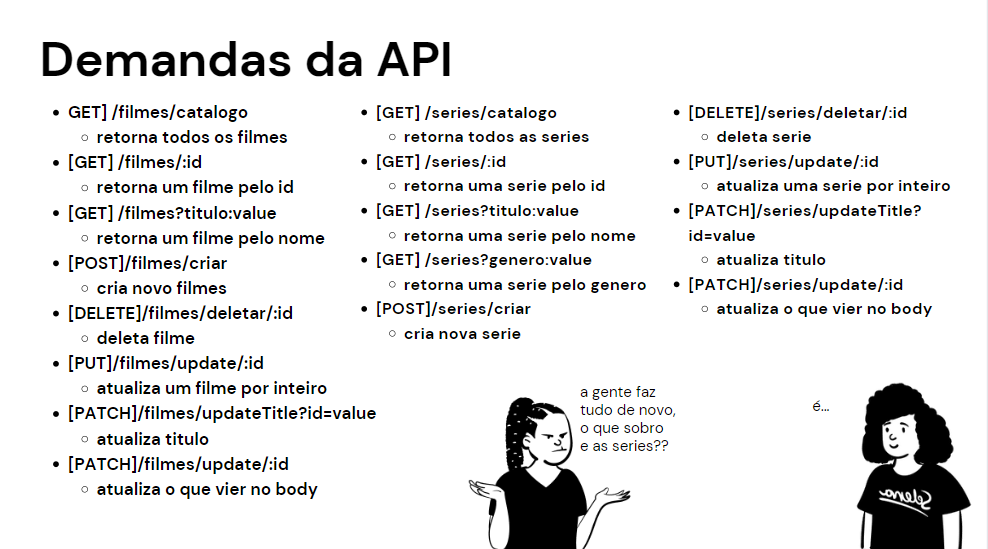 Demandas da API
GET] /filmes/catalogo
retorna todos os filmes
[GET] /filmes/:id
retorna um filme pelo id
[GET] /filmes?titulo:value
retorna um filme pelo nome
[POST]/filmes/criar
cria novo filmes
[DELETE]/filmes/deletar/:id
deleta filme
[PUT]/filmes/update/:id
atualiza um filme por inteiro
[PATCH]/filmes/updateTitle?id=value
atualiza titulo
[PATCH]/filmes/update/:id
atualiza o que vier no body
[GET] /series/catalogo
retorna todos as series
[GET] /series/:id
retorna uma serie pelo id
[GET] /series?titulo:value
retorna uma serie pelo nome
[GET] /series?genero:value
retorna uma serie pelo genero
[POST]/series/criar
cria nova serie
[DELETE]/series/deletar/:id
deleta serie
[PUT]/series/update/:id
atualiza uma serie por inteiro
[PATCH]/series/updateTitle?
id=value
atualiza titulo
[PATCH]/series/update/:id
atualiza o que vier no body
a gente faz
tudo de novo,
o que sobro
e as series??
é...
Selena